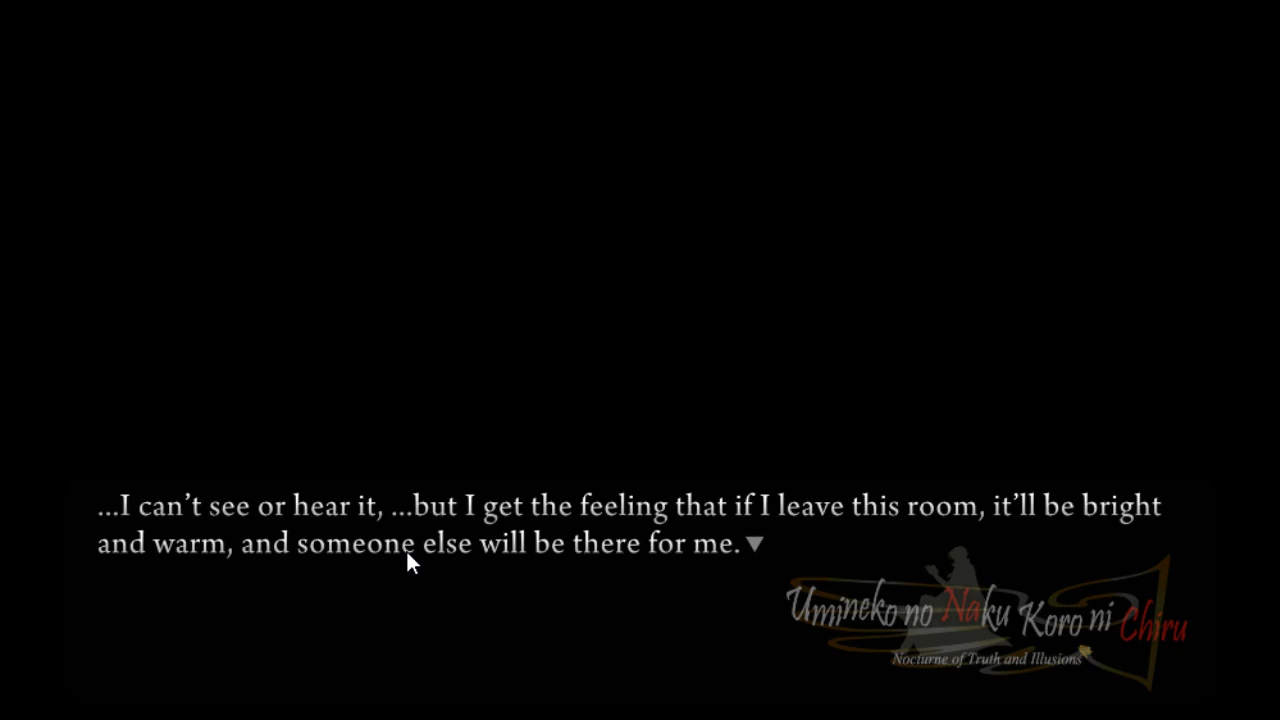 ...I can't see or hear it, ...but I get the feeling that if I leave this room, it'll be bright
and warm, and someone else will be there for me.
Umineko no Naku Koro ni Chiru
Nocturne of Truth and Illusions